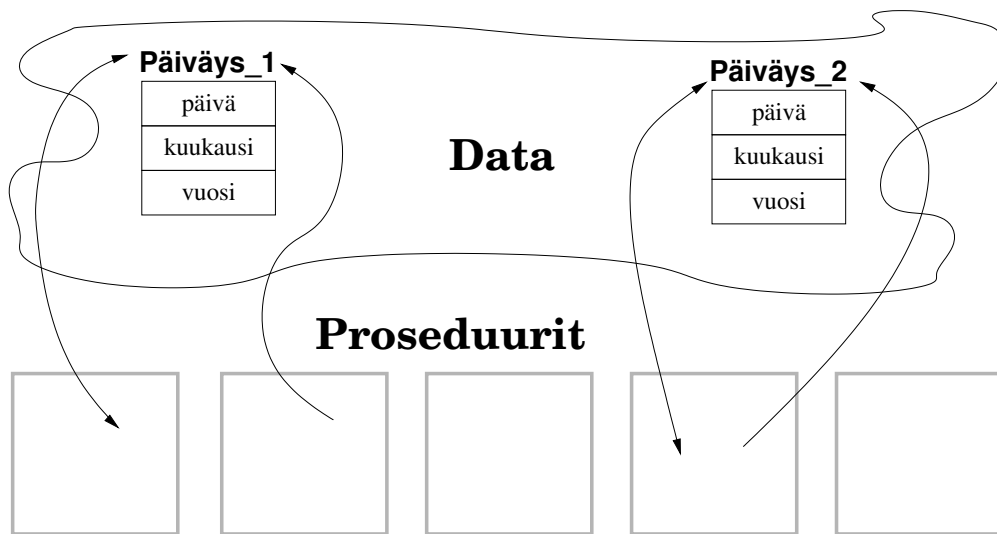 Päiväys_1
päivä
kuukausi
vuosi
Data
Päiväys_2
päivä
kuukausi
vuosi
Proseduurit